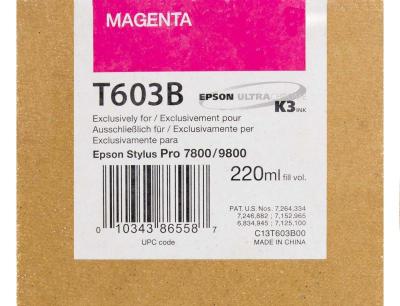 MAGENTA
T603B
EPSON ULTRACHROME
K3 INK
Exclusively for / Exclusivement pour
Ausschließlich für / Exclusivamente per
Exclusivamente para
Epson Stylus Pro 7800/9800
220ml fill vol.
PAT. U.S. Nos. 7,264,334
7,246,882 ; 7,152,965
6,834,945 ; 7,125,100
0 10343 86558 7
C13T603B00
UPC code
MADE IN CHINA